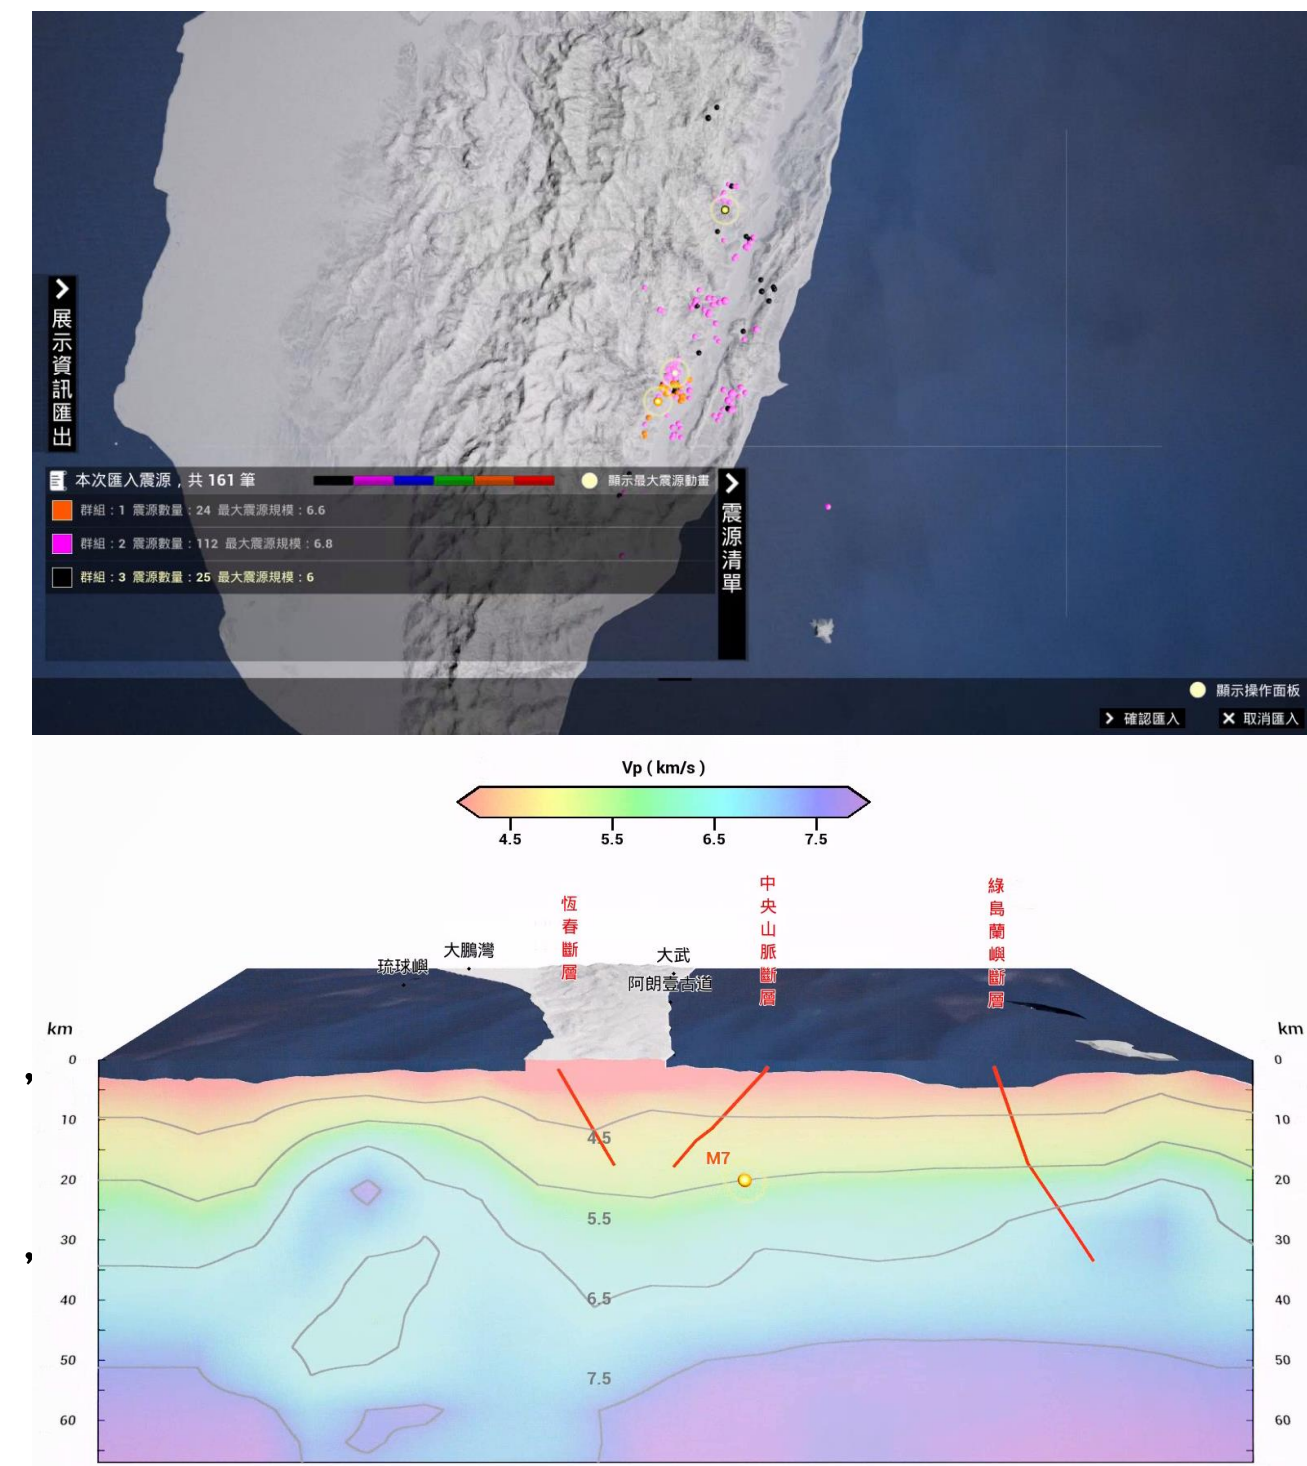 展示資訊匯出
本次匯入震源，共 161 筆
顯示最大震源動畫
群組：1 震源數量：24 最大震源規模：6.6
群組：2 震源數量：112 最大震源規模：6.8
群組：3 震源數量：25 最大震源規模：6
震源清單
顯示操作面板
確認匯入
取消匯入
Vp ( km/s )
4.5 5.5 6.5 7.5
恆春斷層
中央山脈斷層
綠島蘭嶼斷層
大鵬灣
琉球嶼
大武
阿朗壹古道
km
km
0
0
,
10
10
4.5
M7
20
20
5.5
,
30
30
6.5
40
40
50
50
7.5
60
60